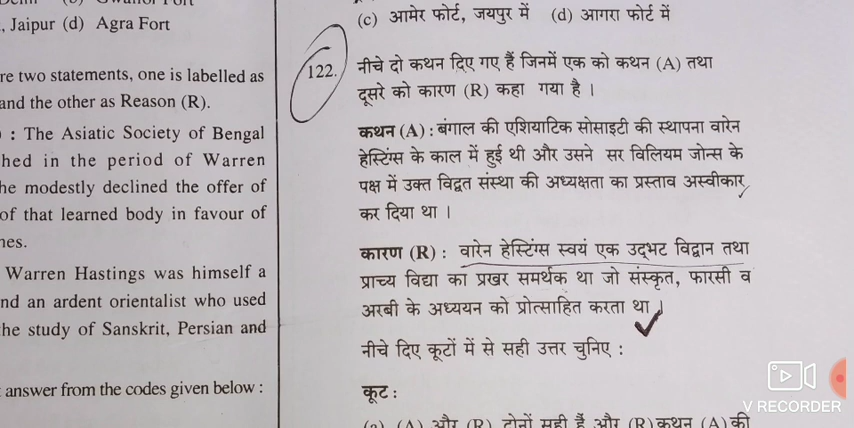 , Jaipur (d) Agra Fort
re two statements, one is labelled as
and the other as Reason (R).
: The Asiatic Society of Bengal
hed in the period of Warren
he modestly declined the offer of
of that learned body in favour of
nes.
Warren Hastings was himself a
nd an ardent orientalist who used
he study of Sanskrit, Persian and
answer from the codes given below :
(c) आमेर फोर्ट, जयपुर में (d) आगरा फोर्ट में
122. नीचे दो कथन दिए गए हैं जिनमें एक को कथन (A) तथा
दूसरे को कारण (R) कहा गया है ।
कथन (A) : बंगाल की एशियाटिक सोसाइटी की स्थापना वारेन
हेस्टिंग्स के काल में हुई थी और उसने सर विलियम जोन्स के
पक्ष में उक्त विद्वत संस्था की अध्यक्षता का प्रस्ताव अस्वीकार
कर दिया था ।
कारण (R) : वारेन हेस्टिंग्स स्वयं एक उद्भट विद्वान तथा
प्राच्य विद्या का प्रखर समर्थक था जो संस्कृत, फारसी व
अरबी के अध्ययन को प्रोत्साहित करता था ।
नीचे दिए कूटों में से सही उत्तर चुनिए :
कूट :
(a) (A) और (R) दोनों सही हैं और (R) कथन (A) की
V RECORDER